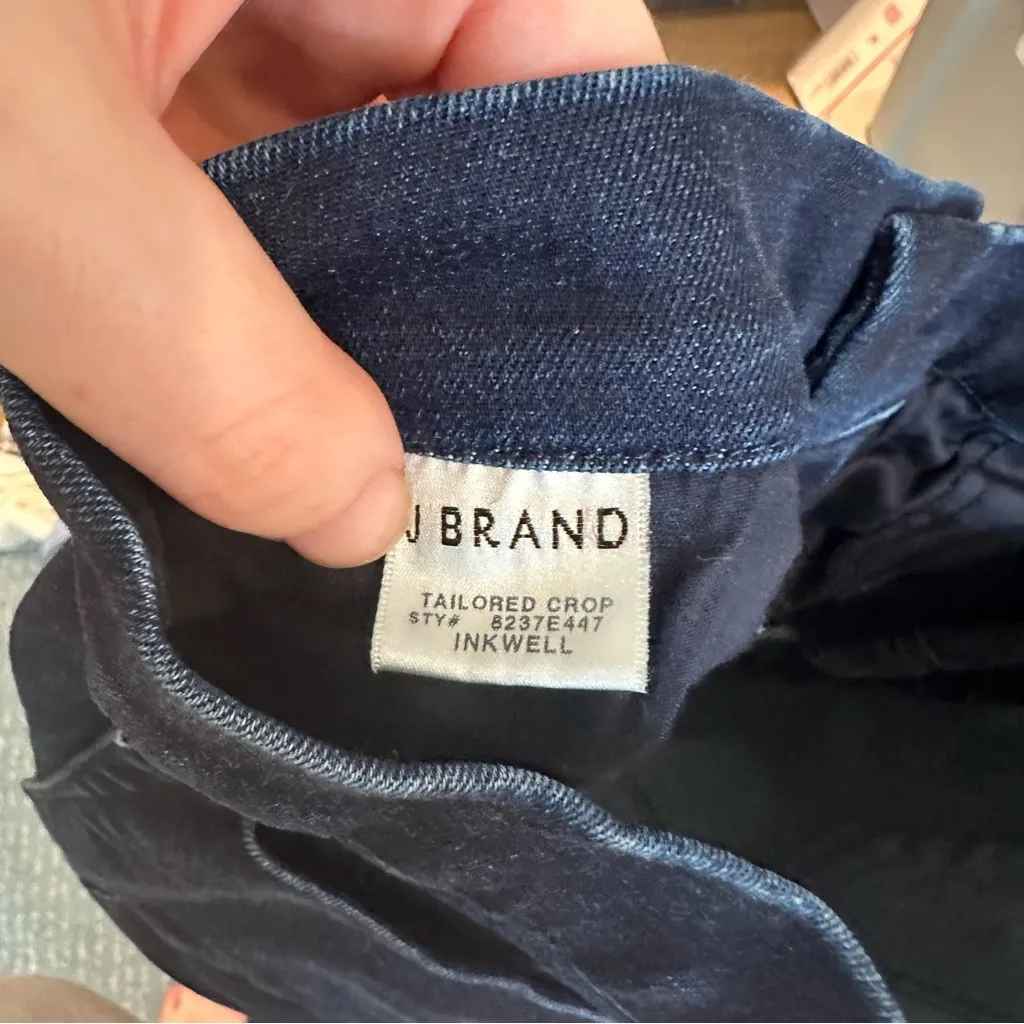 J BRAND
TAILORED CROP
STY# 8237E447
INKWELL